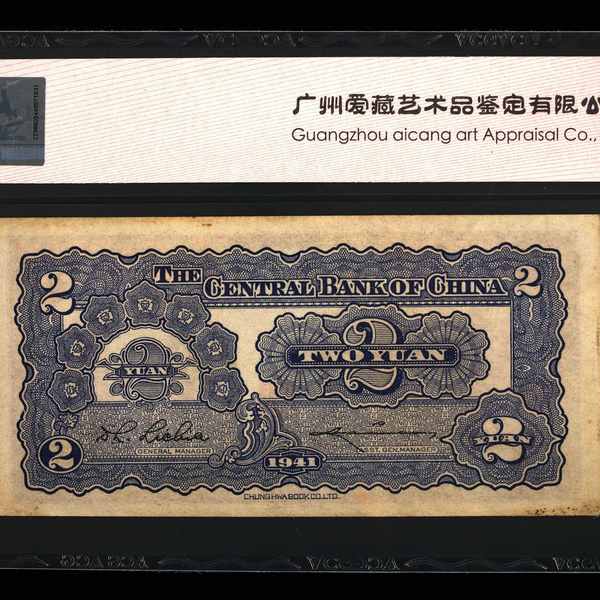 广州爱藏艺术品鉴定有限公
Guangzhou aicang art Appraisal Co.,
2 THE CENTRAL BANK OF CHINA 2
2
YUAN
2
TWO YUAN
GENERAL MANAGER
ASST. GEN. MANAGER
2
1941
2
YUAN
CHUNG HWA BOOK CO. LTD.